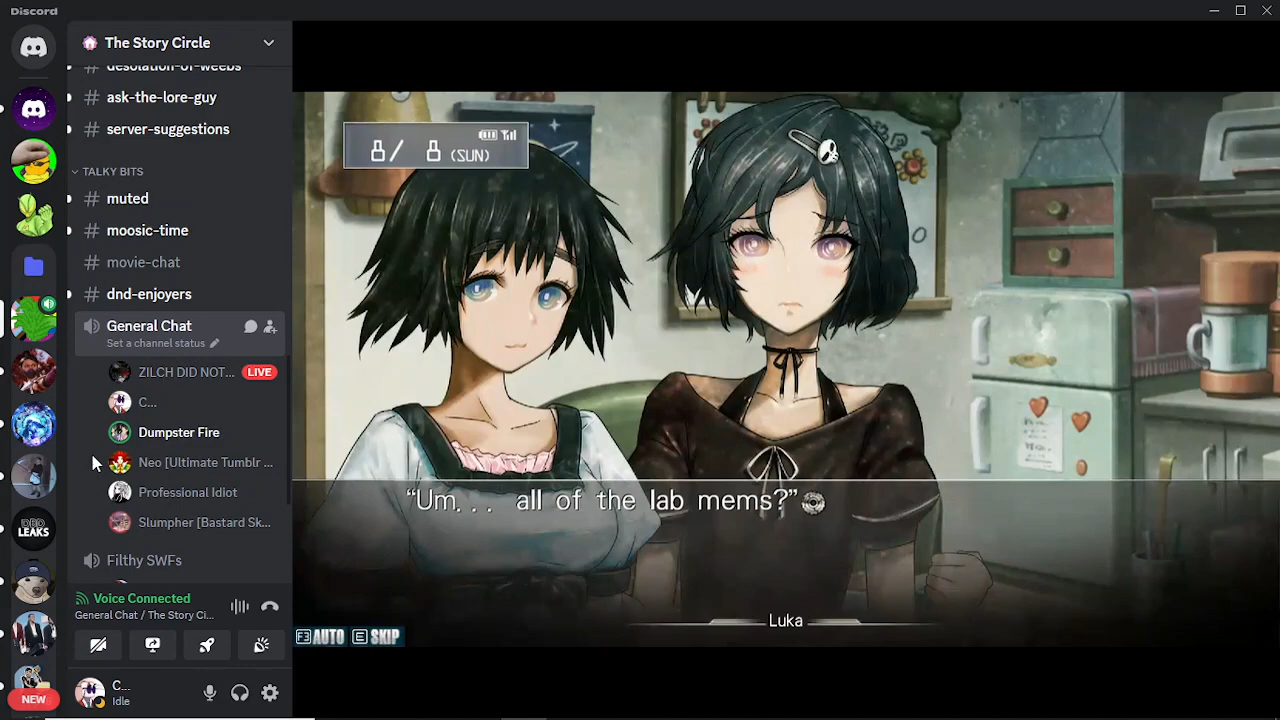 Discord
The Story Circle
desolation-of-weebs
ask-the-lore-guy
server-suggestions
TALKY BITS
muted
moosic-time
movie-chat
dnd-enjoyers
General Chat
Set a channel status
ZILCH DID NOT... LIVE
C...
Dumpster Fire
Neo [Ultimate Tumblr ...
Professional Idiot
Slumpher [Bastard Sk...
Filthy SWFs
Voice Connected
General Chat / The Story Ci...
C...
Idle
NEW
LEAKS
8/ 8 (SUN)
“Um... all of the lab mems?”
Luka
F3 AUTO E SKIP